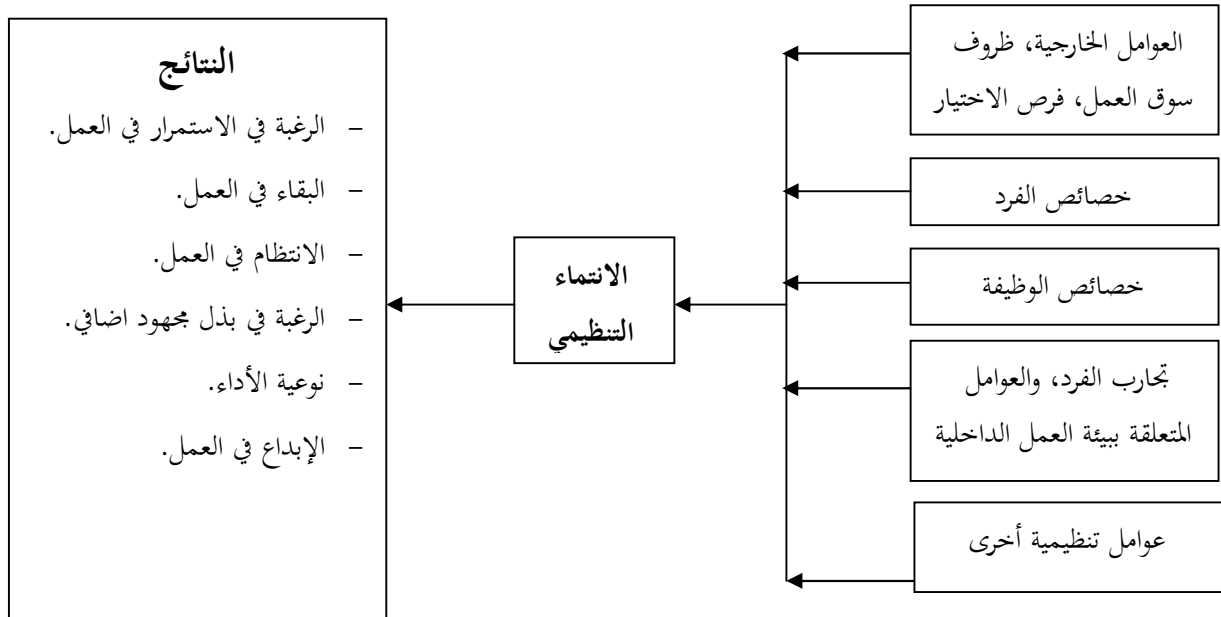 العوامل الخارجية، ظروف
سوق العمل، فرص الاختيار
خصائص الفرد
خصائص الوظيفة
تجارب الفرد، والعوامل
المتعلقة ببيئة العمل الداخلية
عوامل تنظيمية أخرى
الانتماء
التنظيمي
النتائج
- الرغبة في الاستمرار في العمل.
- البقاء في العمل.
- الانتظام في العمل.
- الرغبة في بذل مجهود اضافي.
- نوعية الأداء.
- الإبداع في العمل.